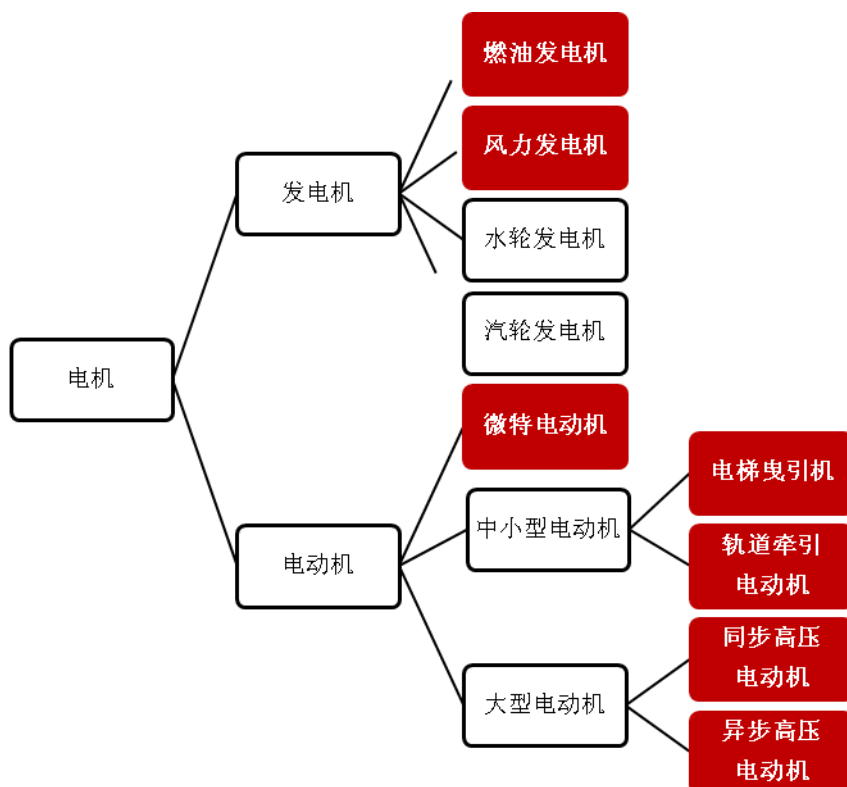 燃油发电机
风力发电机
发电机
水轮发电机
汽轮发电机
电机
微特电动机
电梯曳引机
中小型电动机
轨道牵引
电动机
电动机
同步高压
电动机
大型电动机
异步高压
电动机